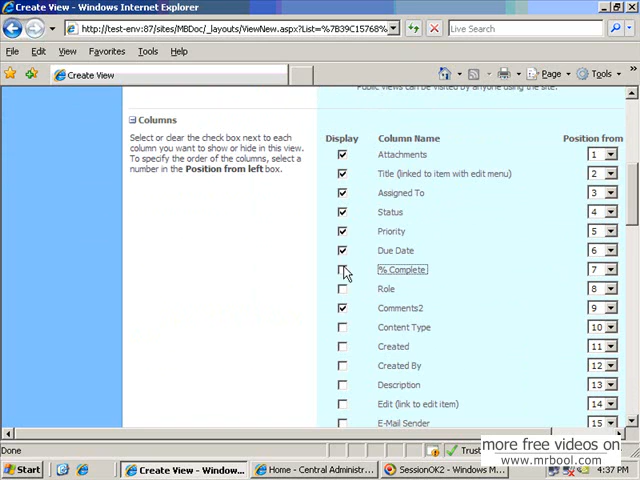 Create View - Windows Internet Explorer
http://test-env:87/sites/MBDoc/_layouts/ViewNew.aspx?List=%7B39C15768%
Live Search
File Edit View Favorites Tools Help
Create View
Page Tools
Public views can be visited by anyone using the site.
Columns
Select or clear the check box next to each
column you want to show or hide in this view.
To specify the order of the columns, select a
number in the Position from left box.
Display Column Name Position from
Attachments 1
Title (linked to item with edit menu) 2
Assigned To 3
Status 4
Priority 5
Due Date 6
% Complete 7
Role 8
Comments2 9
Content Type 10
Created 11
Created By 12
Description 13
Edit (link to edit item) 14
E-Mail Sender 15
Done
Trust
more free videos on
www.mrbool.com
Start
Create View - Window...
Home - Central Administr...
SessionOK2 - Windows M...
4:37 PM